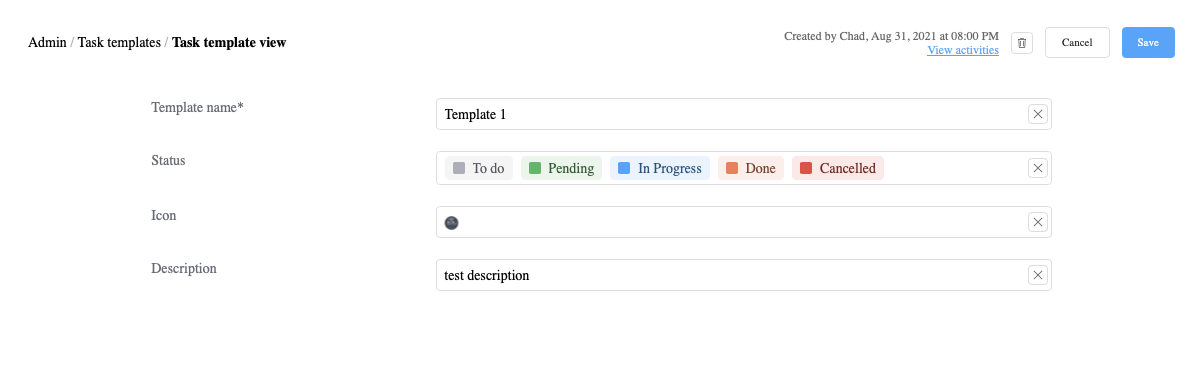 Admin / Task templates / Task template view
Created by Chad, Aug 31, 2021 at 08:00 PM
View activities
Cancel
Save
Template name*
Template 1
Status
To do Pending In Progress Done Cancelled
Icon
Description
test description